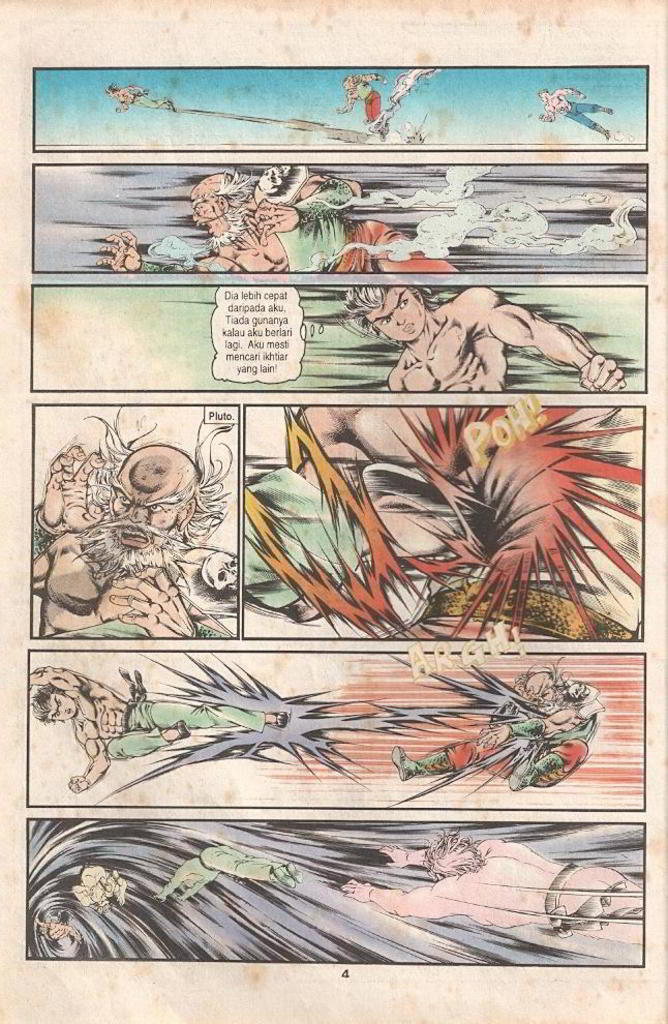 Dia lebih cepat
daripada aku.
Tiada gunanya
kalau aku berlari
lagi. Aku mesti
mencari ikhtiar
yang lain!
Pluto.
POH!
ARGH!
4